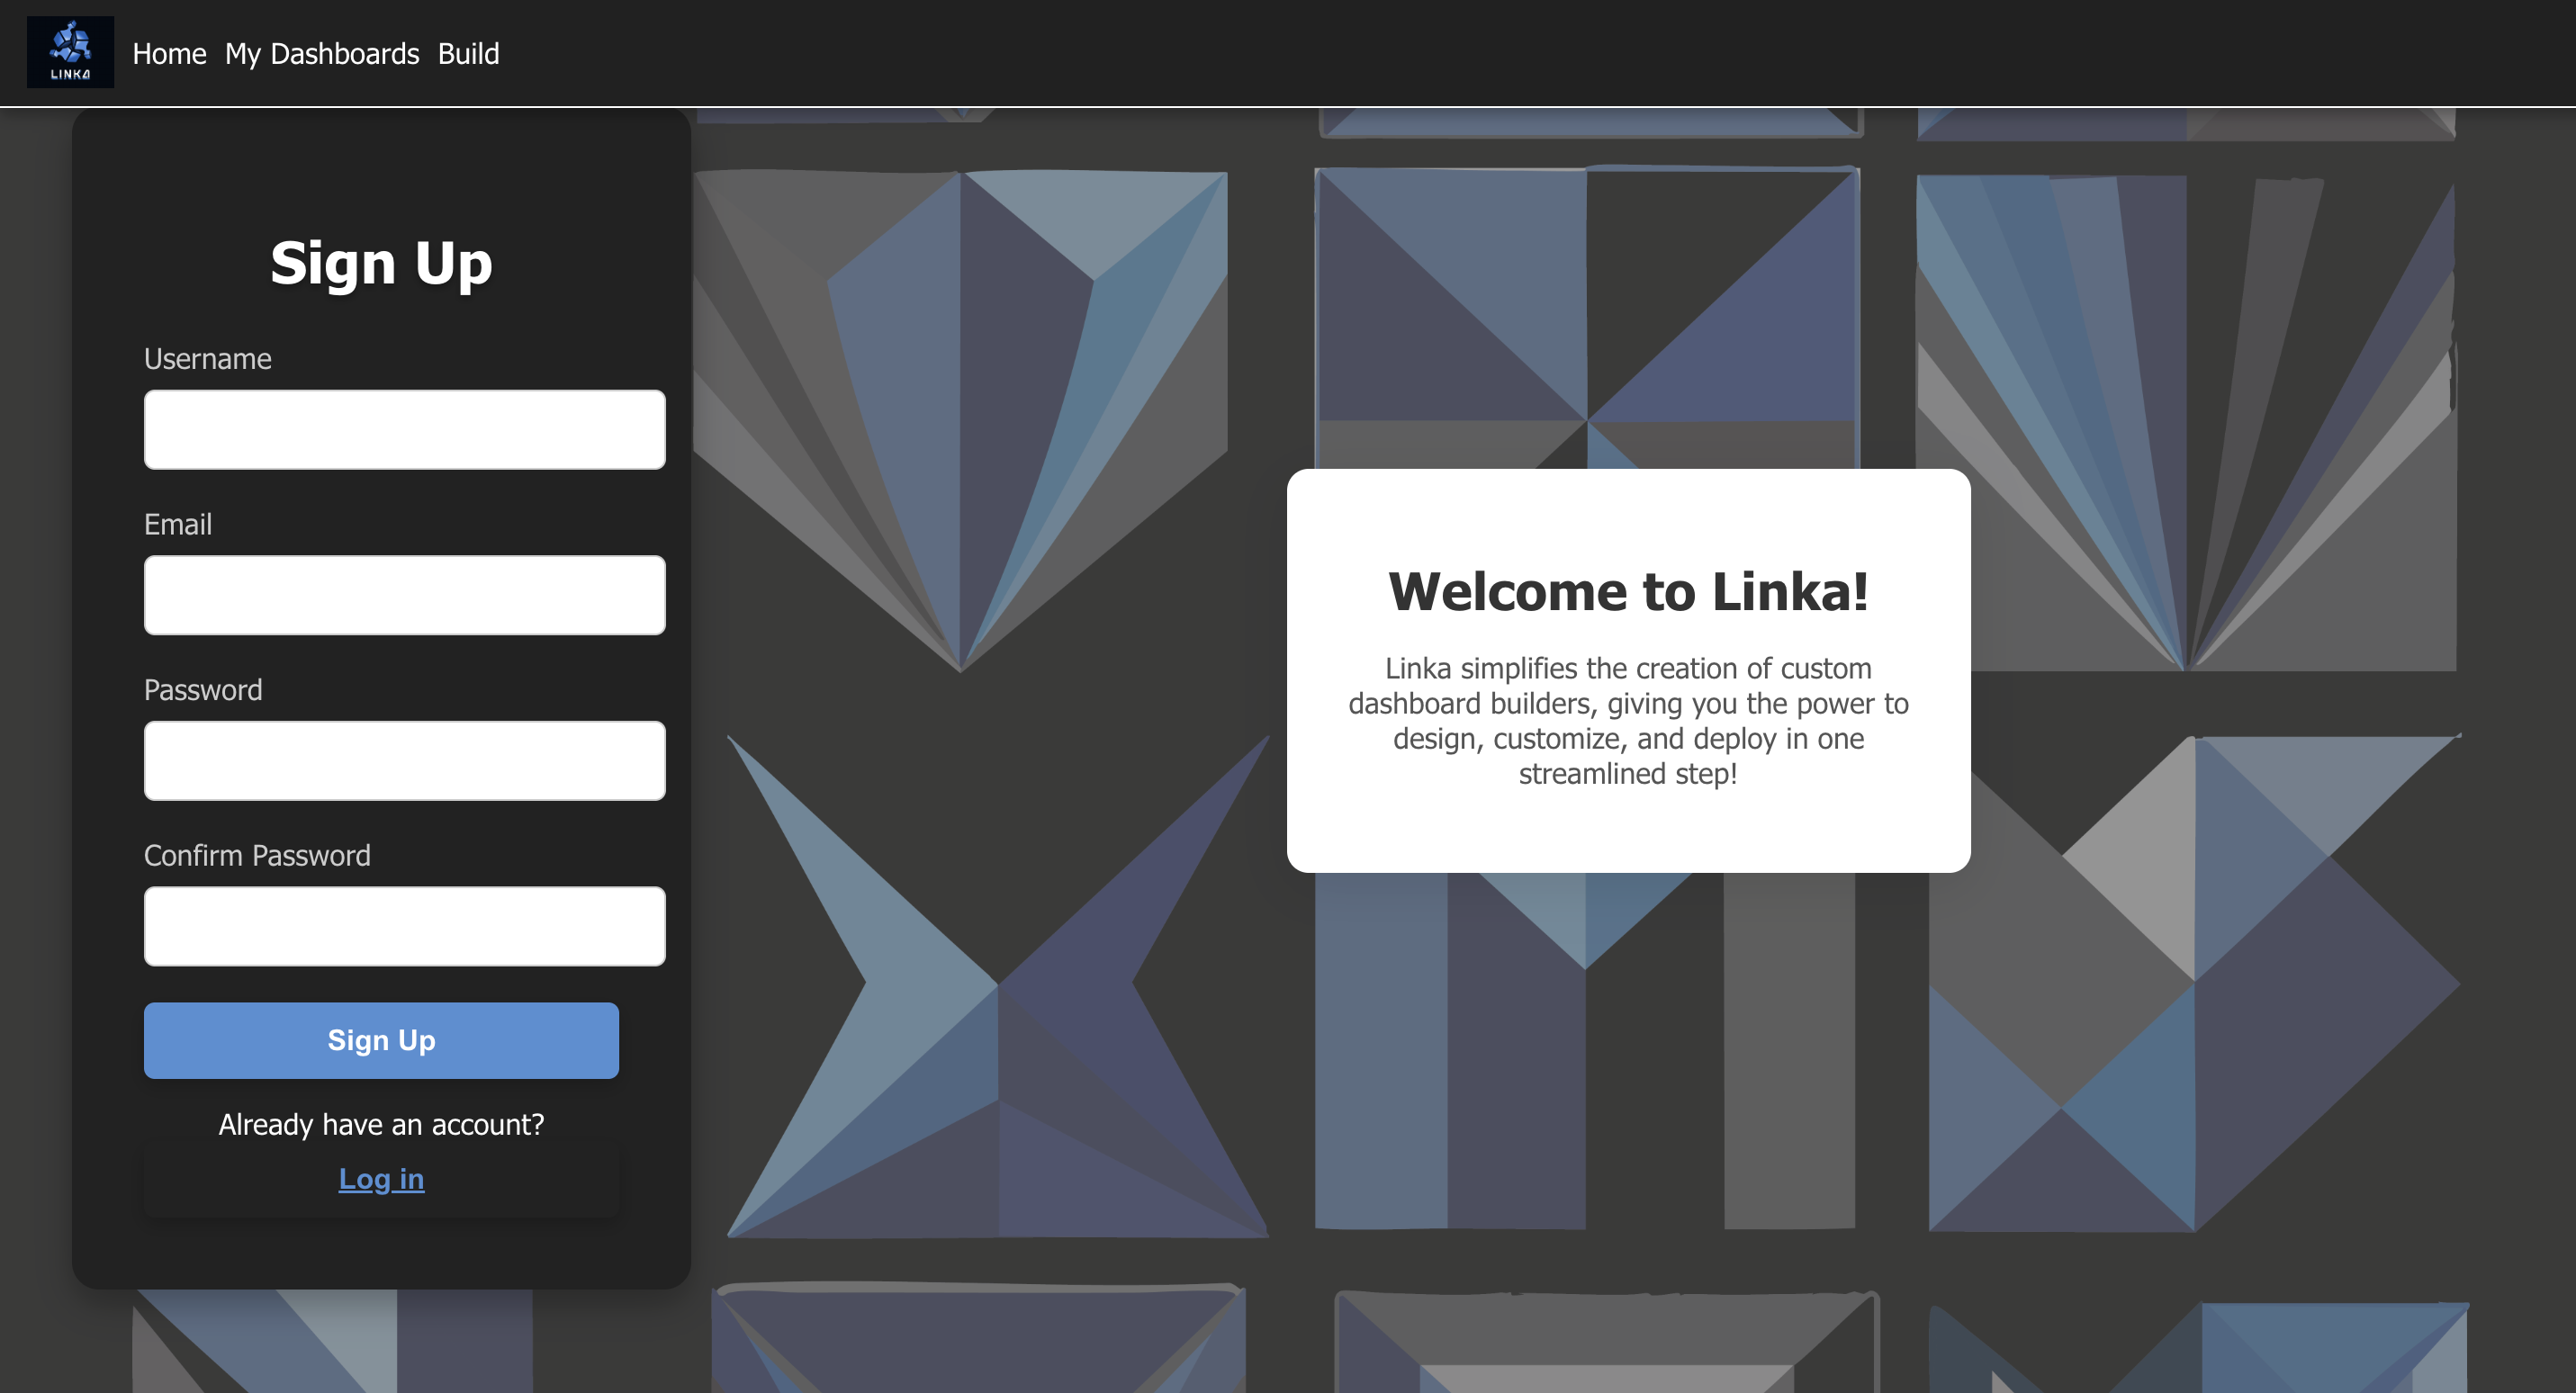 LINKA
Home My Dashboards Build
Sign Up
Username
Email
Password
Confirm Password
Sign Up
Already have an account?
Log in
Welcome to Linka!
Linka simplifies the creation of custom
dashboard builders, giving you the power to
design, customize, and deploy in one
streamlined step!